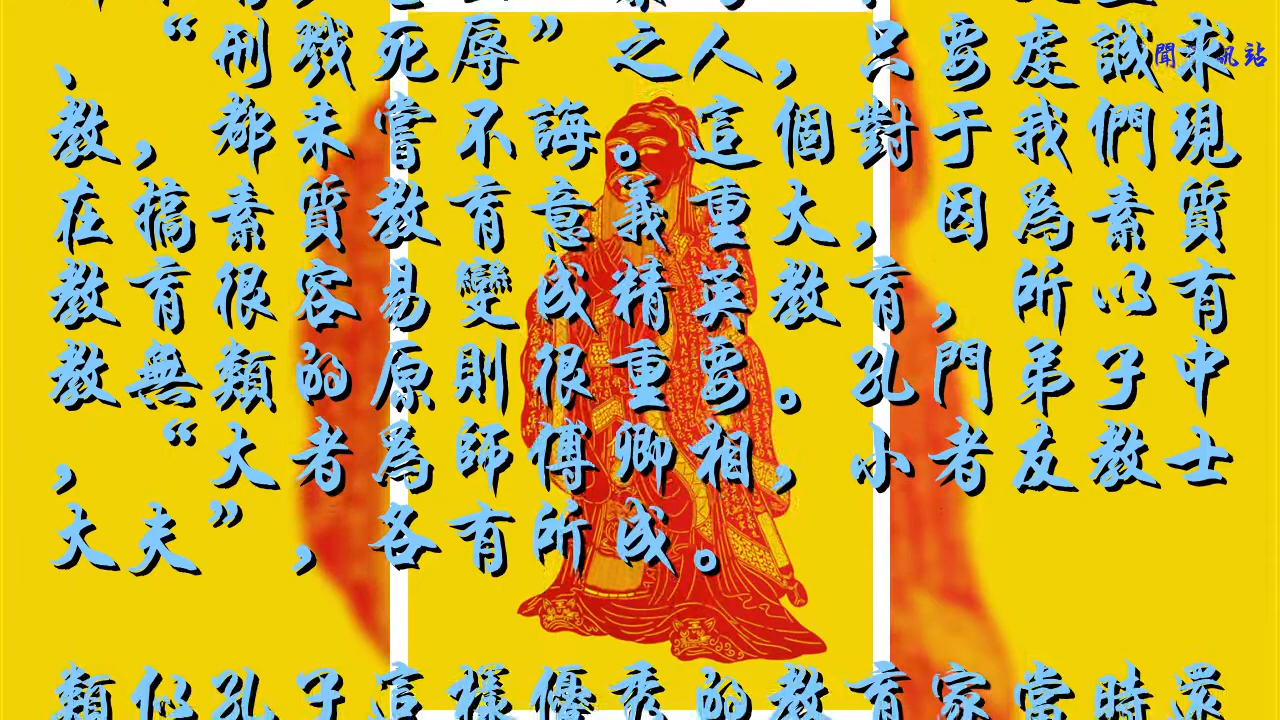 、“刑戮死辱”之人，只要虔誠求
教，都未嘗不誨。這個對于我們現
在搞素質教育意義重大，因為素質
教育很容易變成精英教育，所以有
教無類的原則很重要。孔門弟子中
，“大者為師傅卿相，小者友教士
大夫”，各有所成。
類似孔子這樣優秀的教育家當時還